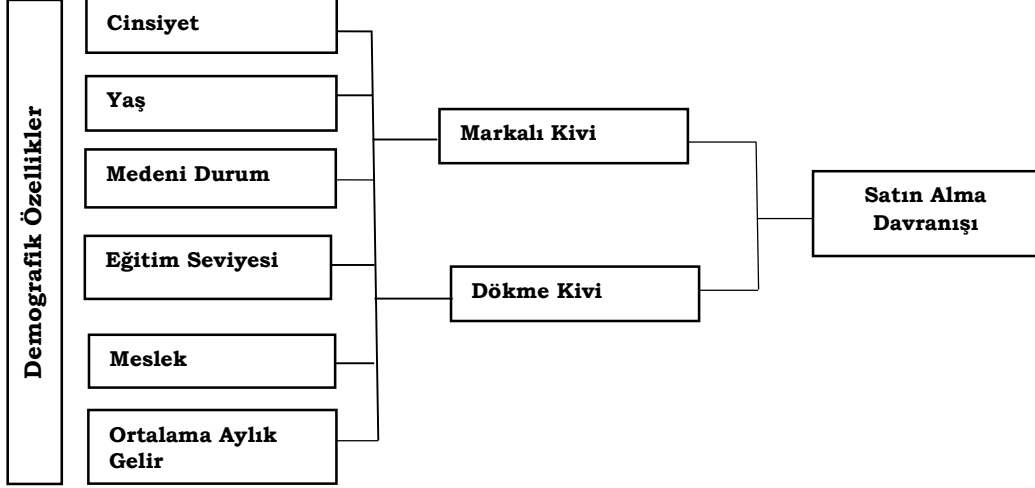 Demografik Özellikler
Cinsiyet
Yaş
Medeni Durum
Eğitim Seviyesi
Meslek
Ortalama Aylık
Gelir
Markalı Kivi
Dökme Kivi
Satın Alma
Davranışı